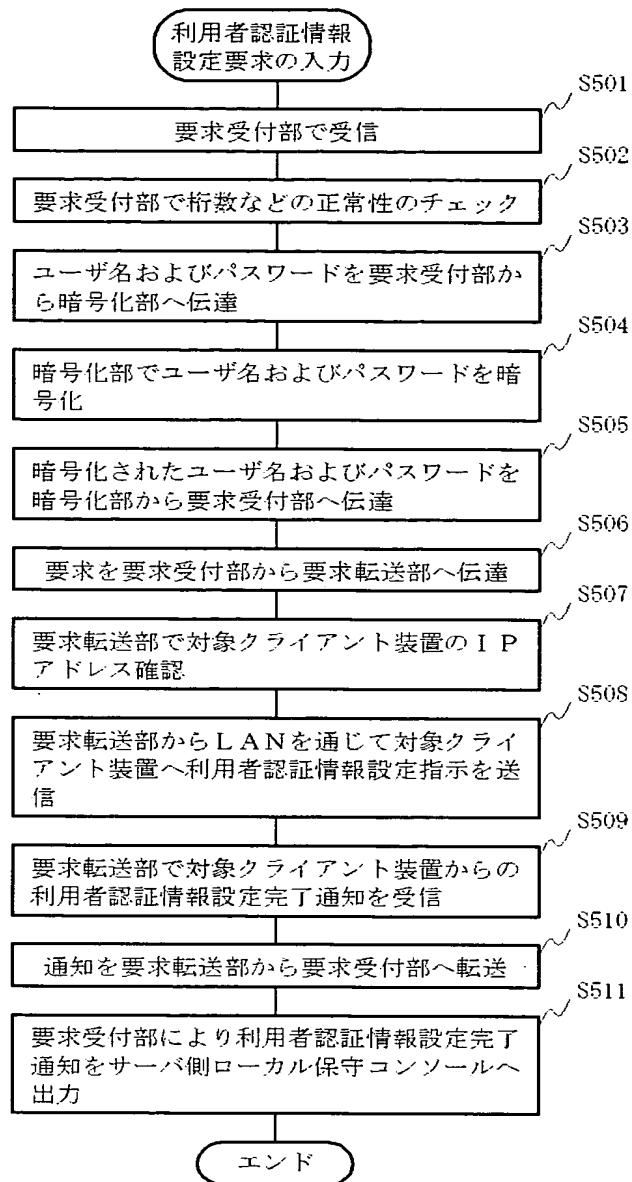 利用者認証情報
設定要求の入力
S501
要求受付部で受信
S502
要求受付部で桁数などの正常性のチェック
S503
ユーザ名およびパスワードを要求受付部か
ら暗号化部へ伝達
S504
暗号化部でユーザ名およびパスワードを暗
号化
S505
暗号化されたユーザ名およびパスワードを
暗号化部から要求受付部へ伝達
S506
要求を要求受付部から要求転送部へ伝達
S507
要求転送部で対象クライアント装置のＩＰ
アドレス確認
S508
要求転送部からＬＡＮを通じて対象クライ
アント装置へ利用者認証情報設定指示を送
信
S509
要求転送部で対象クライアント装置からの
利用者認証情報設定完了通知を受信
S510
通知を要求転送部から要求受付部へ転送
S511
要求受付部により利用者認証情報設定完了
通知をサーバ側ローカル保守コンソールへ
出力
エンド